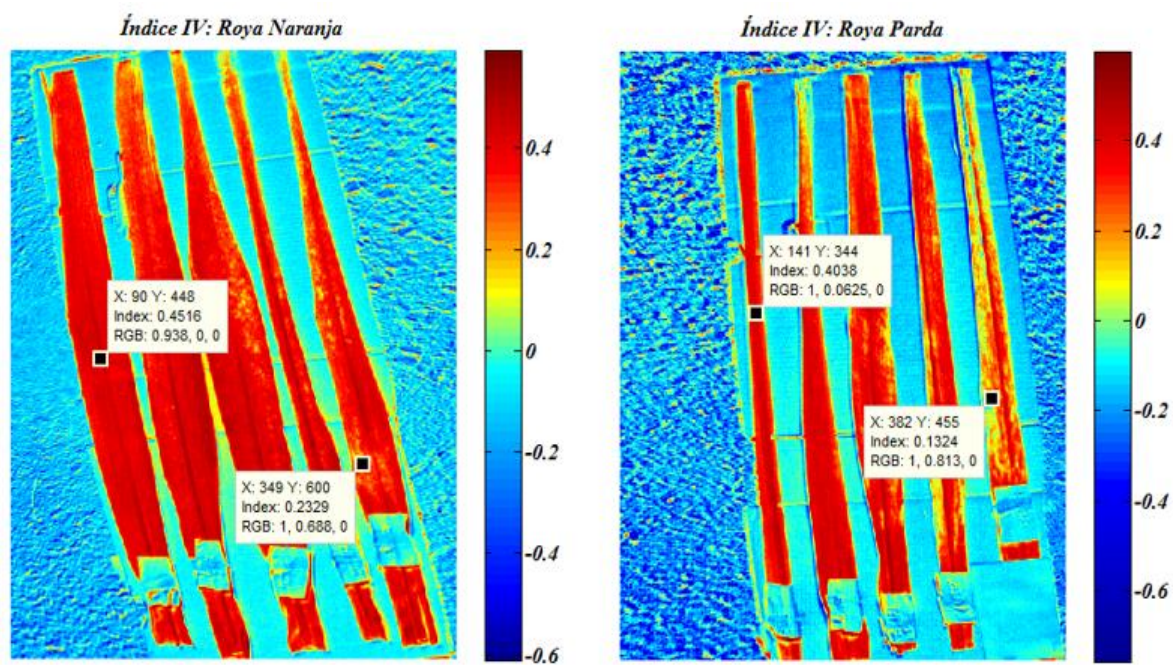 Índice IV: Roya Naranja
X: 90 Y: 448
Index: 0.4516
RGB: 0.938, 0, 0
X: 349 Y: 600
Index: 0.2329
RGB: 1, 0.688, 0
0.4
0.2
0
-0.2
-0.4
-0.6
Índice IV: Roya Parda
X: 141 Y: 344
Index: 0.4038
RGB: 1, 0.0625, 0
X: 382 Y: 455
Index: 0.1324
RGB: 1, 0.813, 0
0.4
0.2
0
-0.2
-0.4
-0.6